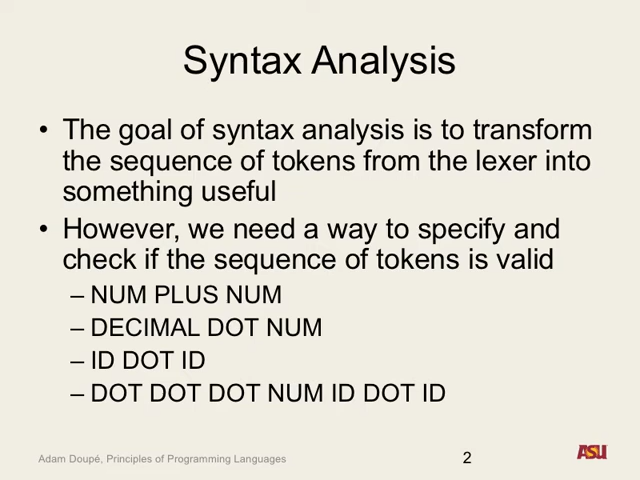 Syntax Analysis
• The goal of syntax analysis is to transform
the sequence of tokens from the lexer into
something useful
• However, we need a way to specify and
check if the sequence of tokens is valid
– NUM PLUS NUM
– DECIMAL DOT NUM
– ID DOT ID
– DOT DOT DOT NUM ID DOT ID
Adam Doupé, Principles of Programming Languages
2
ASU